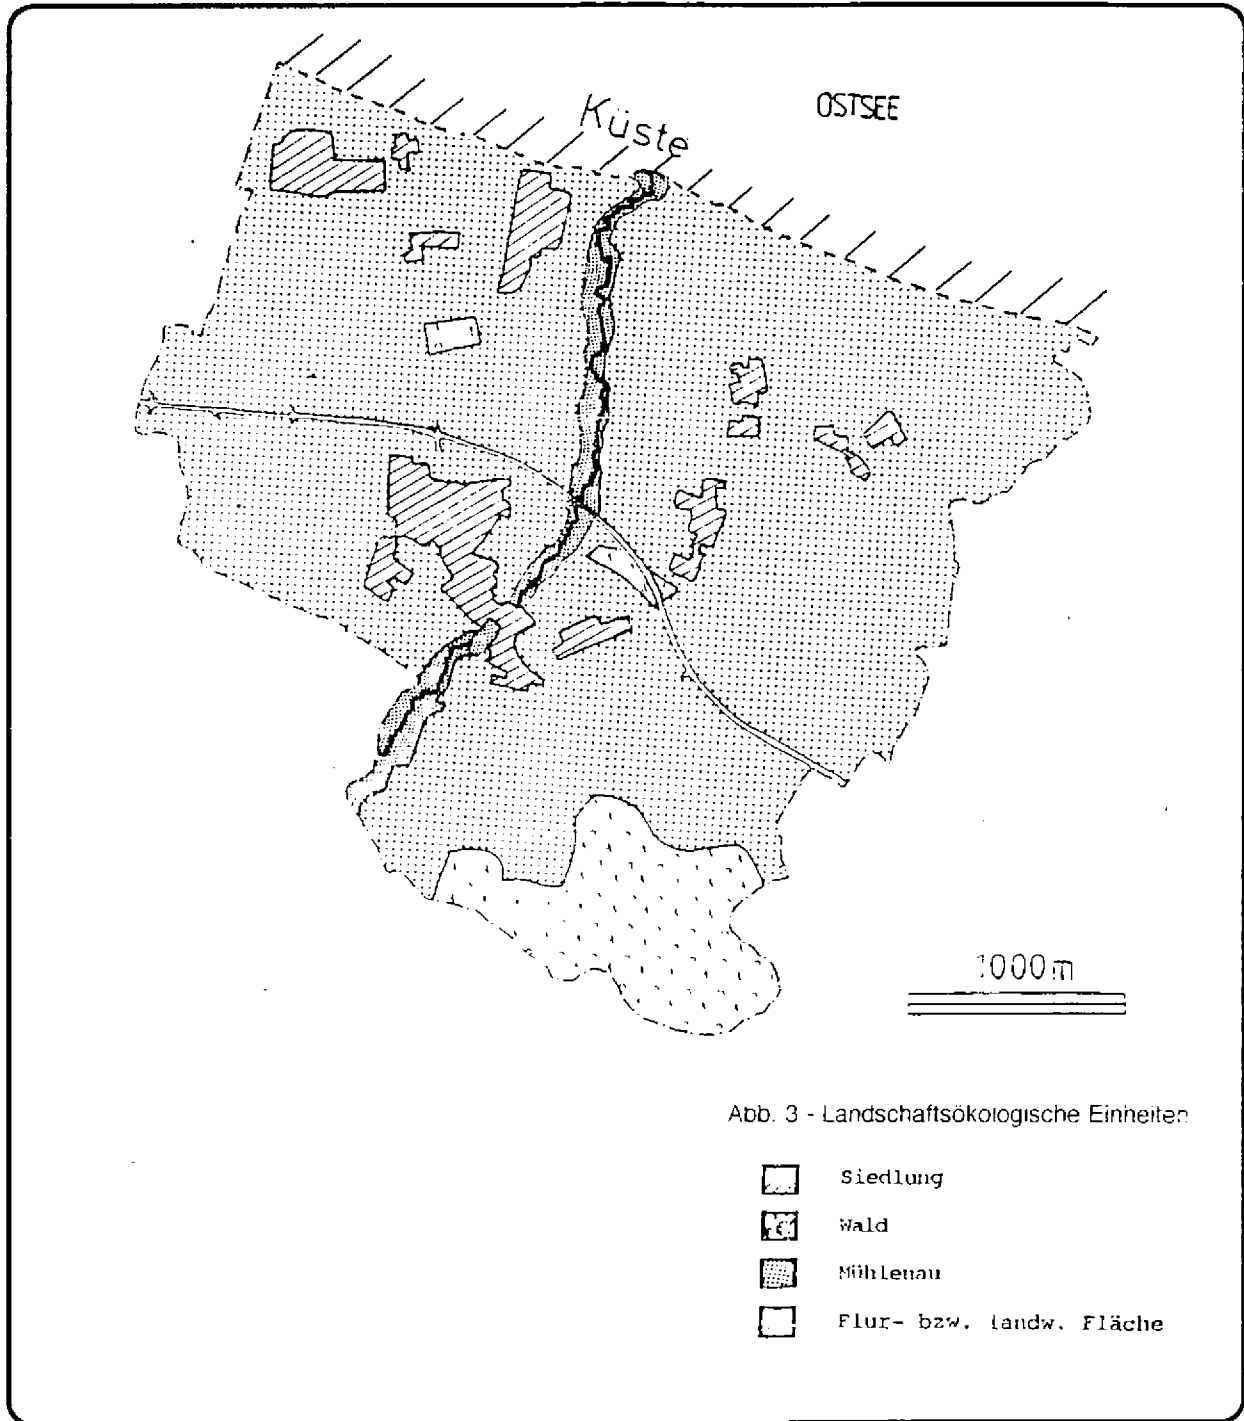 OSTSEE
Küste
1000m
Abb. 3 - Landschaftsökologische Einheiten
Siedlung
Wald
Mühlenau
Flur- bzw. landw. Fläche